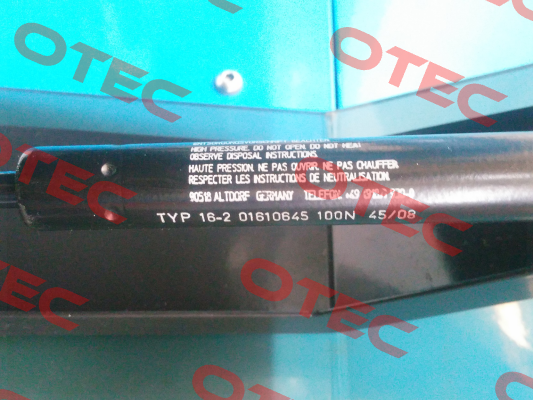 HIGH PRESSURE. DO NOT OPEN. DO NOT HEAT.
OBSERVE DISPOSAL INSTRUCTIONS.
HAUTE PRESSION. NE PAS OUVRIR. NE PAS CHAUFFER.
RESPECTER LES INSTRUCTIONS DE NEUTRALISATION.
90518 ALTDORF GERMANY TELEFON
TYP 16-2 01610645 100N 45/08
OTEC
OTEC
OTEC
OTEC
OTEC
OTEC
OTEC